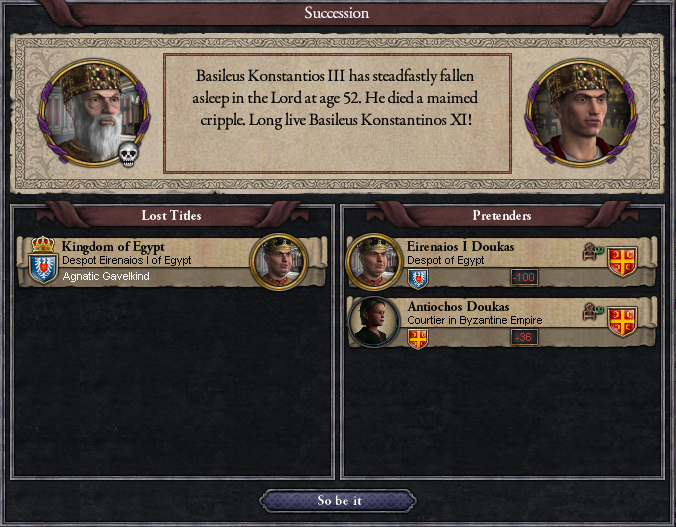 Succession
Basileus Konstantios III has steadfastly fallen
asleep in the Lord at age 52. He died a maimed
cripple. Long live Basileus Konstantinos XI!
Lost Titles
Kingdom of Egypt
Despot Eirenaios I of Egypt
Agnatic Gavelkind
Pretenders
Eirenaios I Doukas
Despot of Egypt
-100
Antiochos Doukas
Courtier in Byzantine Empire
-36
So be it